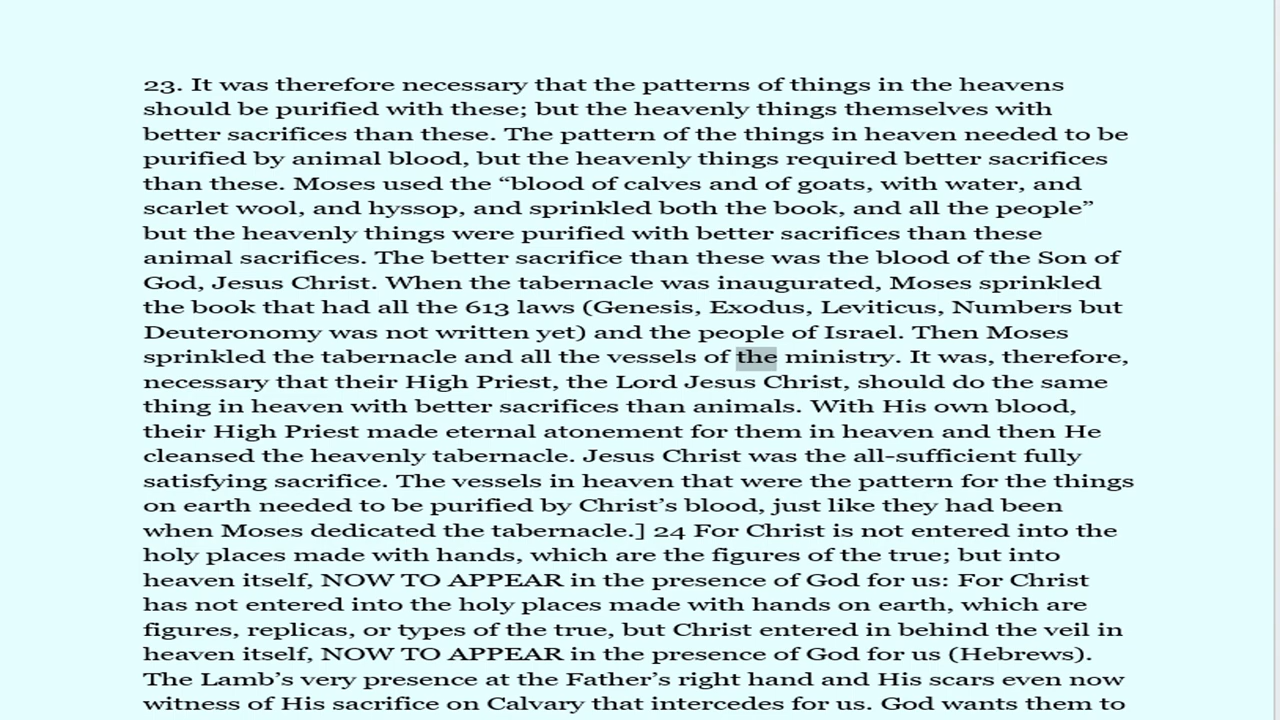 23. It was therefore necessary that the patterns of things in the heavens
should be purified with these; but the heavenly things themselves with
better sacrifices than these. The pattern of the things in heaven needed to be
purified by animal blood, but the heavenly things required better sacrifices
than these. Moses used the “blood of calves and of goats, with water, and
scarlet wool, and hyssop, and sprinkled both the book, and all the people”
but the heavenly things were purified with better sacrifices than these
animal sacrifices. The better sacrifice than these was the blood of the Son of
God, Jesus Christ. When the tabernacle was inaugurated, Moses sprinkled
the book that had all the 613 laws (Genesis, Exodus, Leviticus, Numbers but
Deuteronomy was not written yet) and the people of Israel. Then Moses
sprinkled the tabernacle and all the vessels of the ministry. It was, therefore,
necessary that their High Priest, the Lord Jesus Christ, should do the same
thing in heaven with better sacrifices than animals. With His own blood,
their High Priest made eternal atonement for them in heaven and then He
cleansed the heavenly tabernacle. Jesus Christ was the all-sufficient fully
satisfying sacrifice. The vessels in heaven that were the pattern for the things
on earth needed to be purified by Christ’s blood, just like they had been
when Moses dedicated the tabernacle.] 24 For Christ is not entered into the
holy places made with hands, which are the figures of the true; but into
heaven itself, NOW TO APPEAR in the presence of God for us: For Christ
has not entered into the holy places made with hands on earth, which are
figures, replicas, or types of the true, but Christ entered in behind the veil in
heaven itself, NOW TO APPEAR in the presence of God for us (Hebrews).
The Lamb’s very presence at the Father’s right hand and His scars even now
witness of His sacrifice on Calvary that intercedes for us. God wants them to